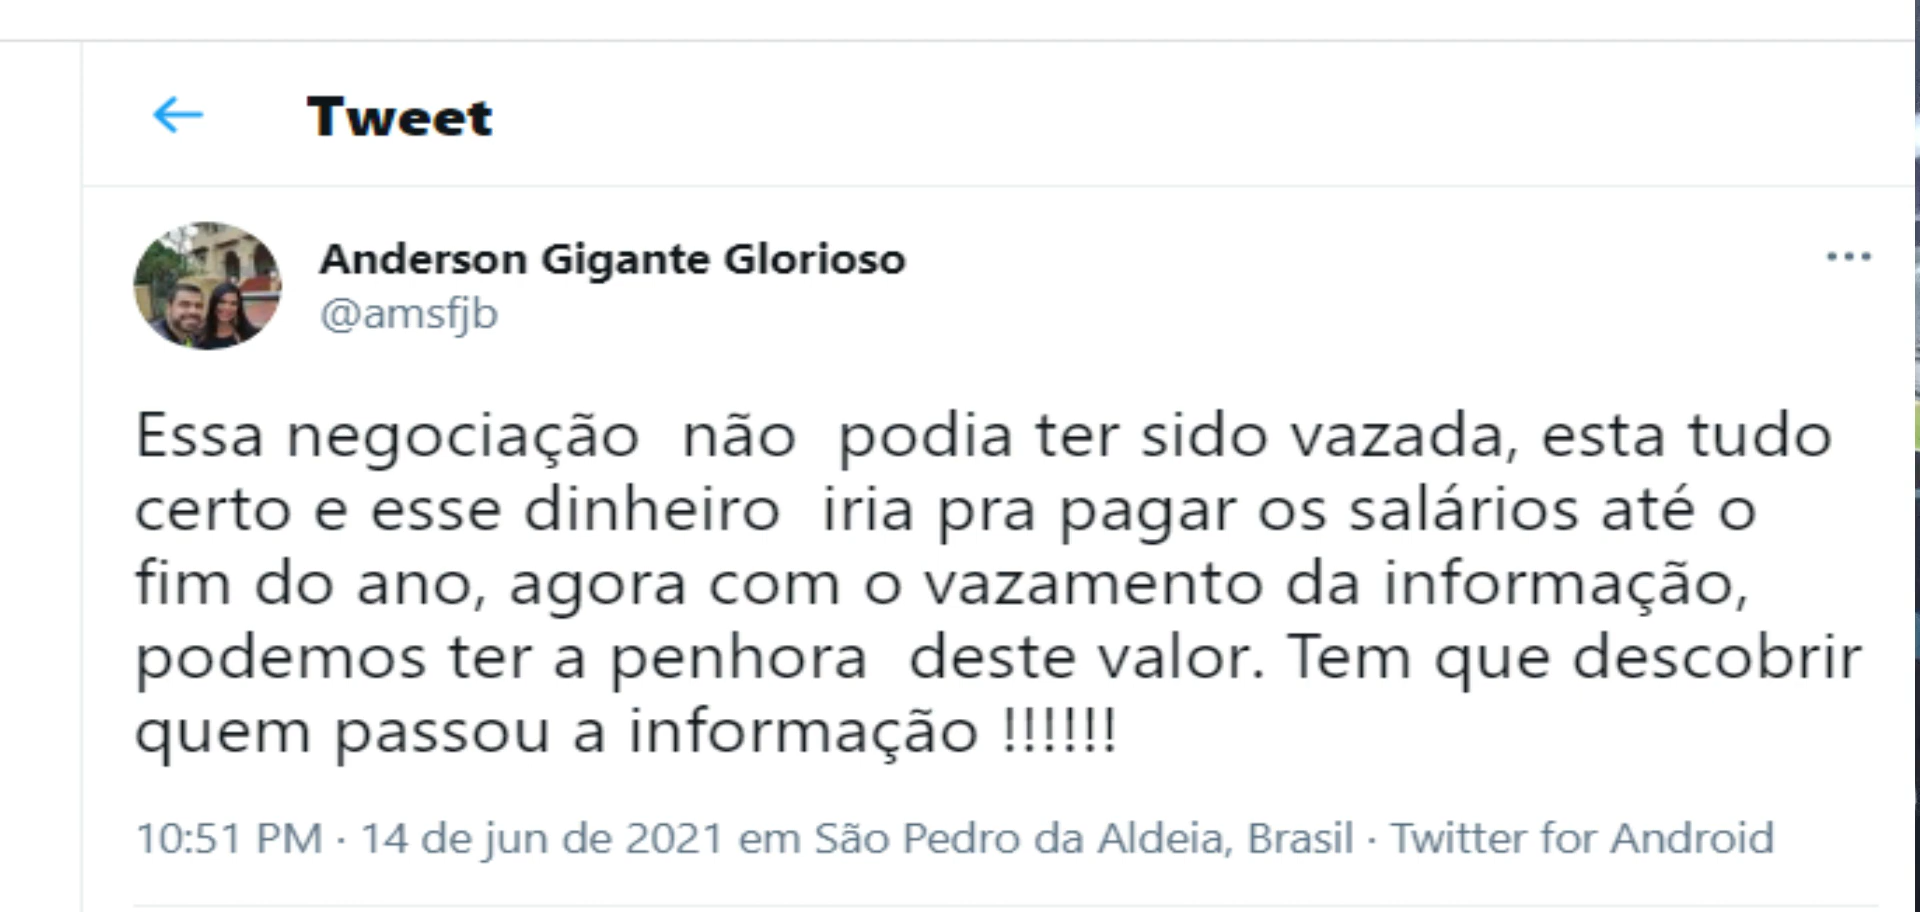 Tweet
Anderson Gigante Glorioso
@amsfjb
Essa negociação não podia ter sido vazada, esta tudo
certo e esse dinheiro iria pra pagar os salários até o
fim do ano, agora com o vazamento da informação,
podemos ter a penhora deste valor. Tem que descobrir
quem passou a informação !!!!!!
10:51 PM · 14 de jun de 2021 em São Pedro da Aldeia, Brasil · Twitter for Android